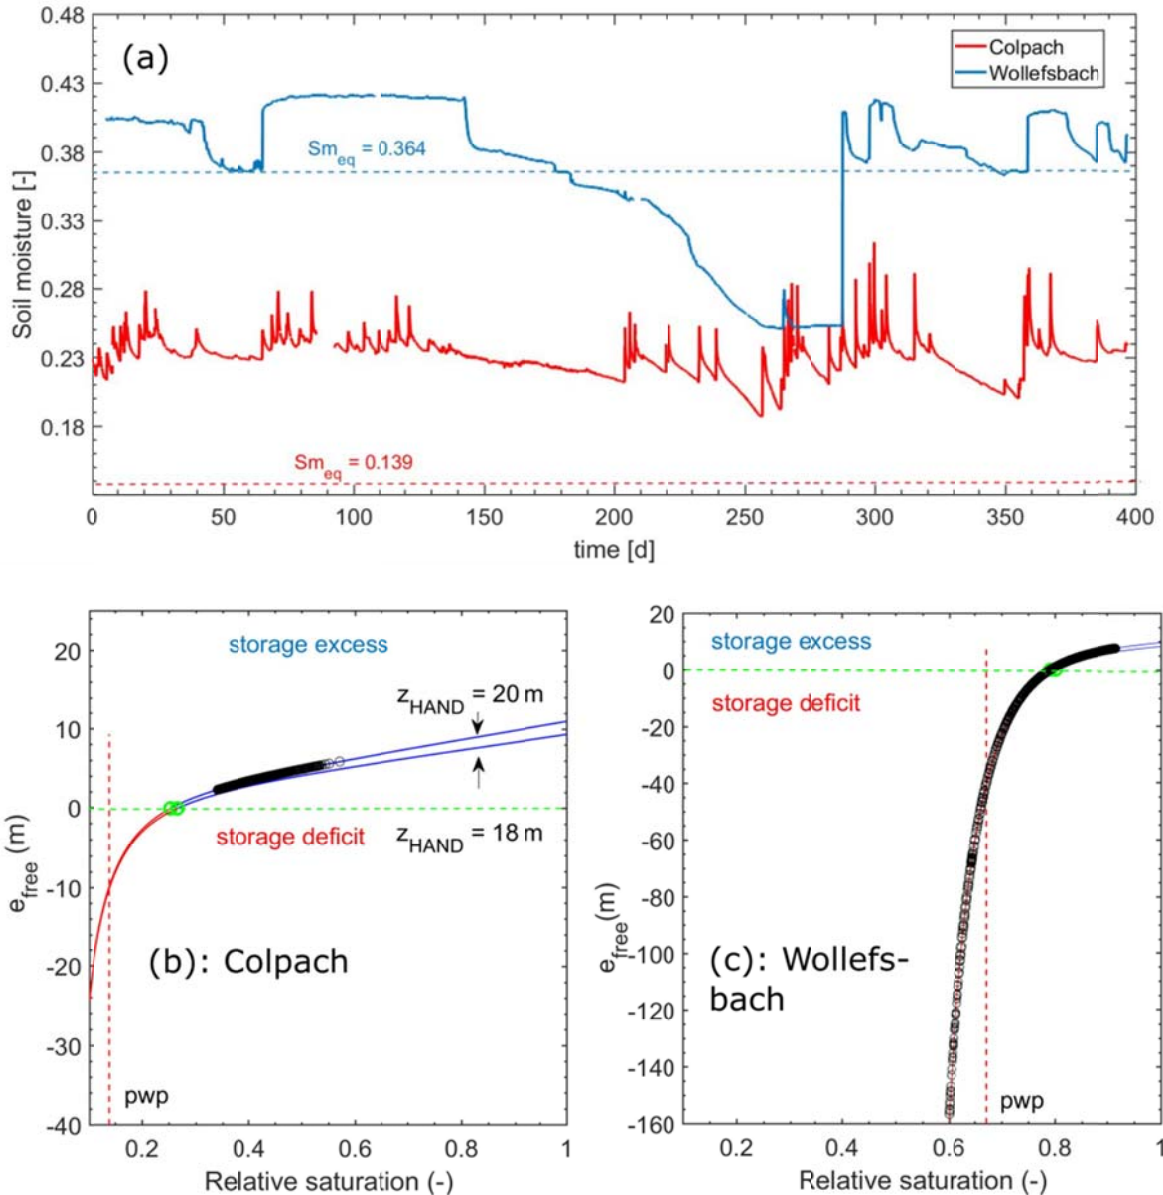 0.48
0.43
0.38
0.33
0.28
0.23
0.18
Soil moisture [-]
(a)
Colpach
Wollefsbach
Sm_eq = 0.364
Sm_eq = 0.139
0 50 100 150 200 250 300 350 400
time [d]
20
10
0
-10
-20
-30
-40
e_free (m)
storage excess
z_HAND = 20 m
storage deficit
z_HAND = 18 m
(b): Colpach
pwp
0.2 0.4 0.6 0.8 1
Relative saturation (-)
20
0
-20
-40
-60
-80
-100
-120
-140
-160
e_free(m)
storage excess
storage deficit
(c): Wollefs-
bach
pwp
0.2 0.4 0.6 0.8 1
Relative saturation (-)